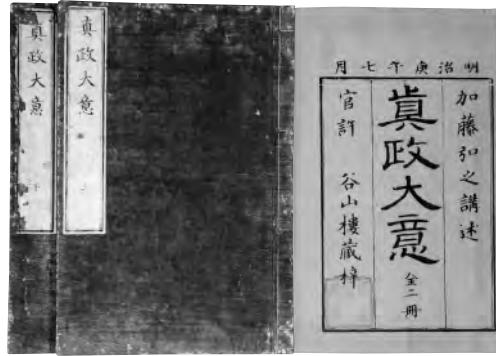 明治庚午七月
加藤弘之講述
眞政大意 全二冊
官許 谷山樓藏梓
眞政大意
眞政大意